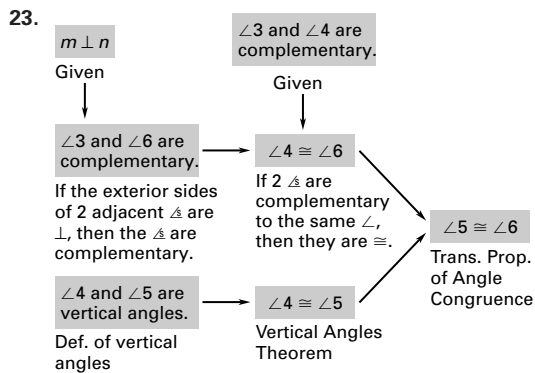 23.
m ⊥ n
Given
∠3 and ∠4 are
complementary.
Given
∠3 and ∠6 are
complementary.
If the exterior sides
of 2 adjacent ∠s are
⊥, then the ∠s are
complementary.
∠4 ≅ ∠6
If 2 ∠s are
complementary
to the same ∠,
then they are ≅.
∠4 and ∠5 are
vertical angles.
Def. of vertical
angles
∠4 ≅ ∠5
Vertical Angles
Theorem
∠5 ≅ ∠6
Trans. Prop.
of Angle
Congruence